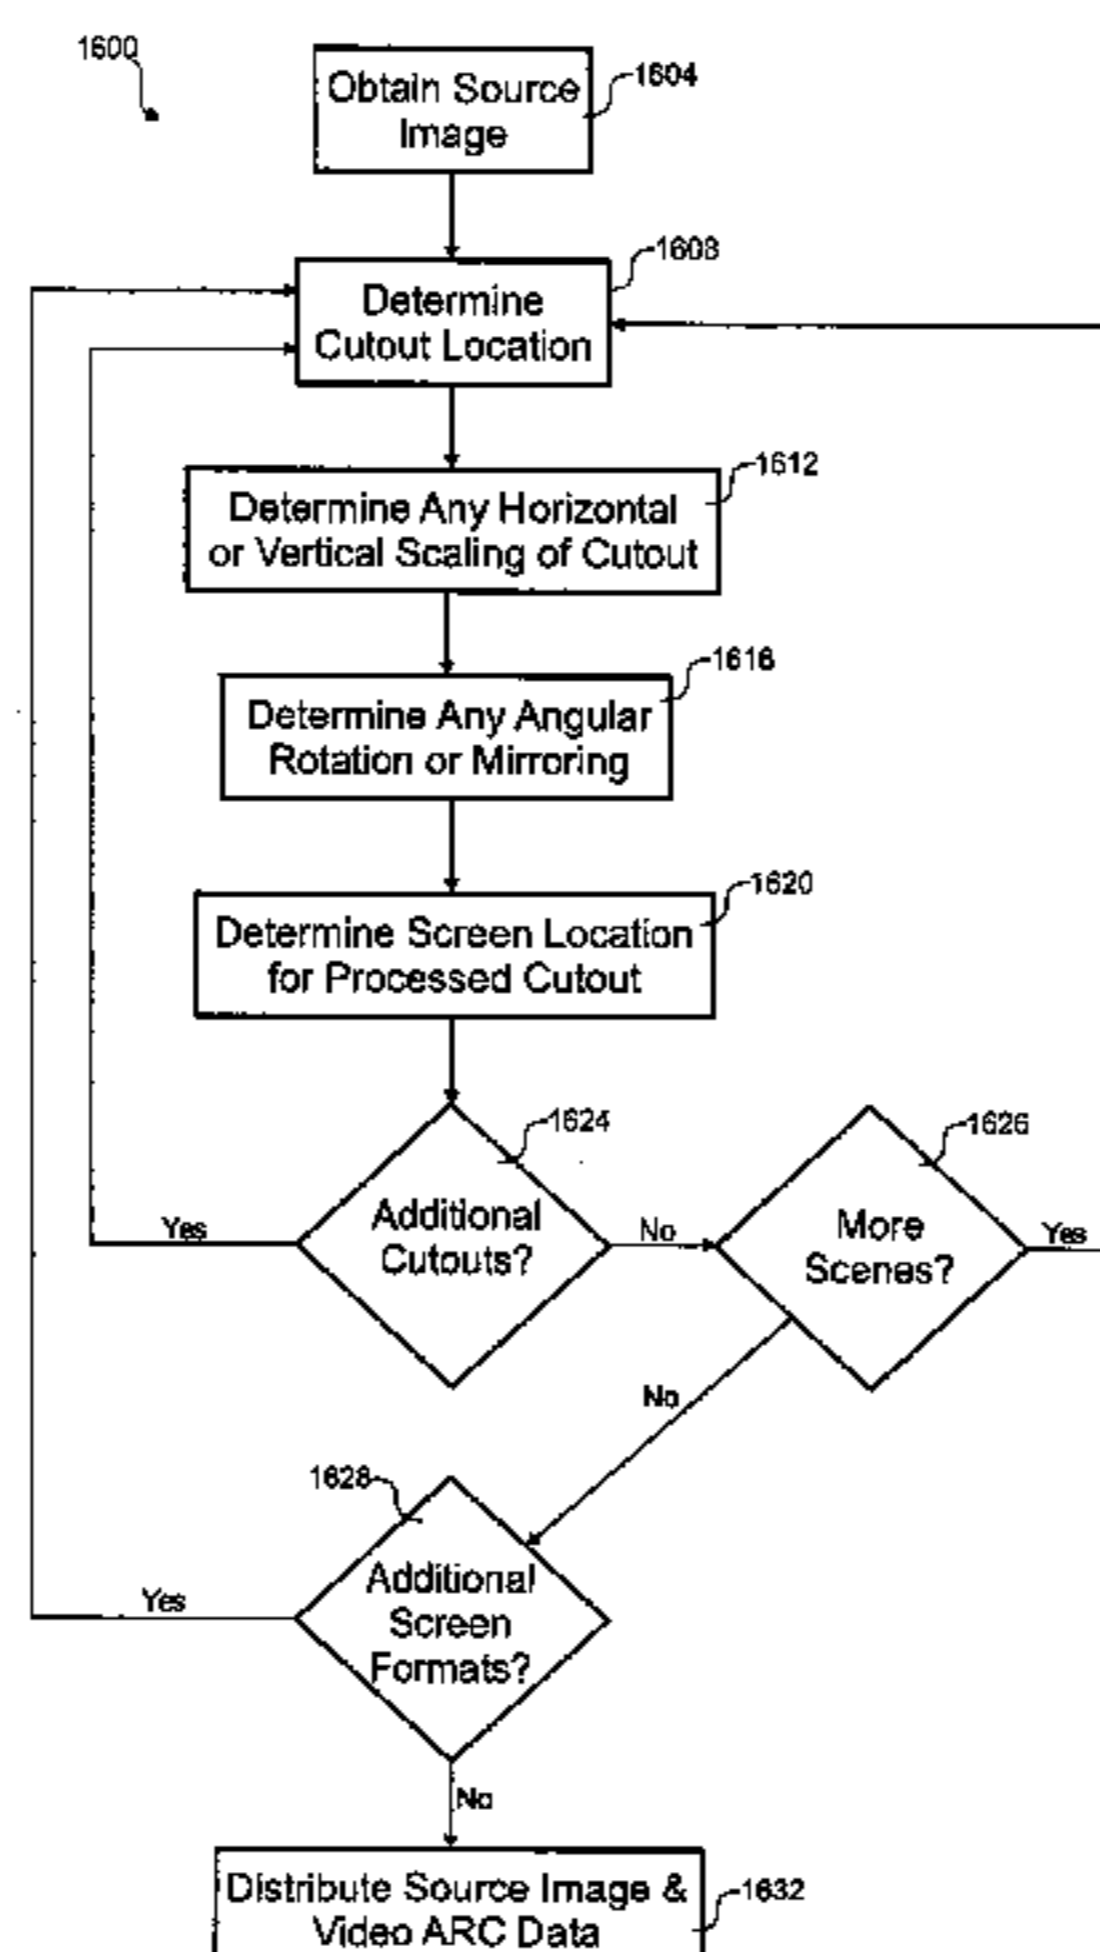 1600
Obtain Source
Image
1604
Determine
Cutout Location
1608
Determine Any Horizontal
or Vertical Scaling of Cutout
1612
Determine Any Angular
Rotation or Mirroring
1616
Determine Screen Location
for Processed Cutout
1620
Additional
Cutouts?
1624
Yes
No
More
Scenes?
1626
Yes
No
Additional
Screen
Formats?
1628
Yes
No
Distribute Source Image &
Video ARC Data
1632